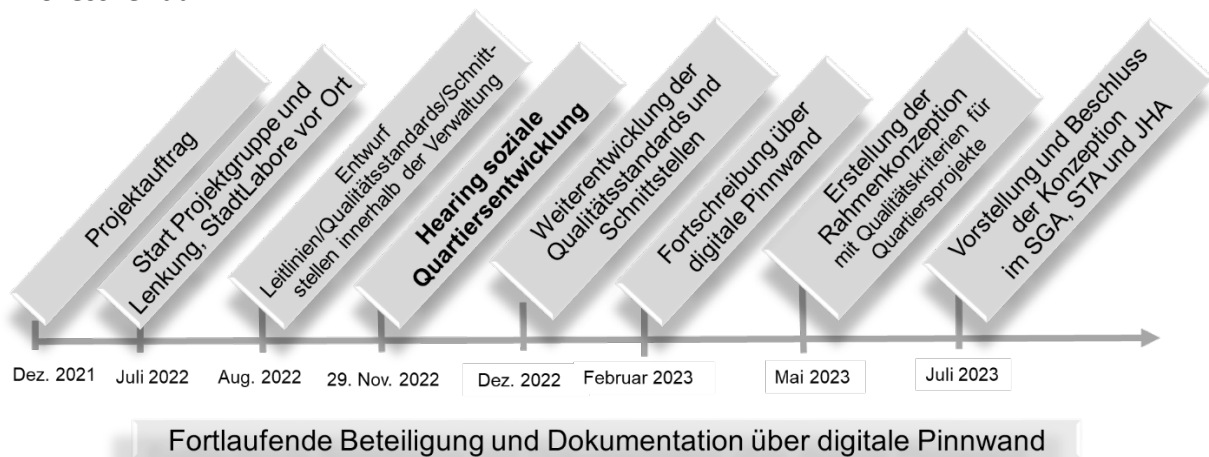 Projektauftrag
Start Projektgruppe und
Lenkung, StadtLabore vor Ort
Entwurf
Leitlinien/Qualitätsstandards/Schnitt-
stellen innerhalb der Verwaltung
Hearing soziale
Quartiersentwicklung
Weiterentwicklung der
Qualitätsstandards und
Schnittstellen
Fortschreibung über
digitale Pinnwand
Erstellung der
Rahmenkonzeption
mit Qualitätskriterien für
Quartiersprojekte
Vorstellung und Beschluss
der Konzeption
im SGA, STA und JHA
Dez. 2021
Juli 2022
Aug. 2022
29. Nov. 2022
Dez. 2022
Februar 2023
Mai 2023
Juli 2023
Fortlaufende Beteiligung und Dokumentation über digitale Pinnwand